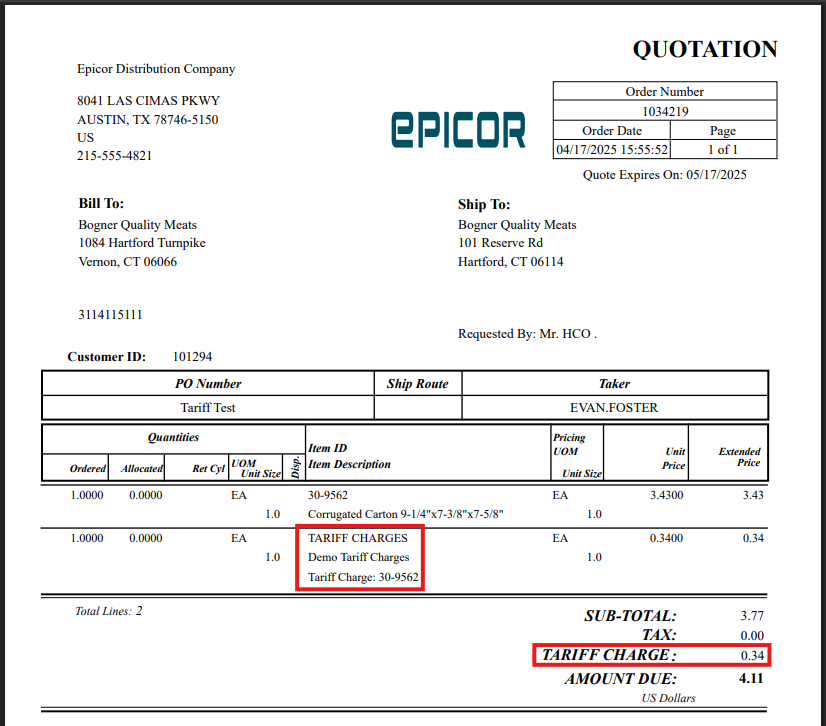 QUOTATION
Epicor Distribution Company
8041 LAS CIMAS PKWY
AUSTIN, TX 78746-5150
US
215-555-4821
EPICOR
Order Number
1034219
Order Date Page
04/17/2025 15:55:52 1 of 1
Quote Expires On: 05/17/2025
Bill To:
Bogner Quality Meats
1084 Hartford Turnpike
Vernon, CT 06066
3114115111
Ship To:
Bogner Quality Meats
101 Reserve Rd
Hartford, CT 06114
Requested By: Mr. HCO .
Customer ID: 101294
PO Number Ship Route Taker
Tariff Test EVAN.FOSTER
Quantities
Ordered Allocated Ret Cyl UOM Unit Size Disp.
Item ID
Item Description
Pricing UOM Unit Size
Unit Price
Extended Price
1.0000 0.0000 EA 30-9562 EA 3.4300 3.43
1.0 Corrugated Carton 9-1/4"x7-3/8"x7-5/8" 1.0
1.0000 0.0000 EA TARIFF CHARGES EA 0.3400 0.34
1.0 Demo Tariff Charges 1.0
Tariff Charge: 30-9562
Total Lines: 2
SUB-TOTAL: 3.77
TAX: 0.00
TARIFF CHARGE: 0.34
AMOUNT DUE: 4.11
US Dollars